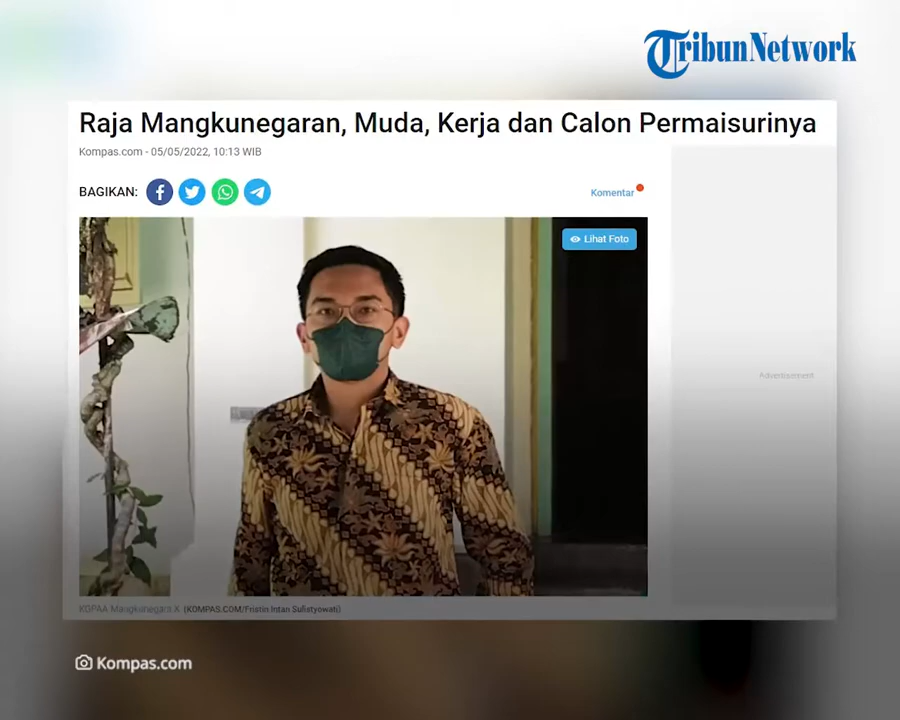 TribunNetwork
Raja Mangkunegaran, Muda, Kerja dan Calon Permaisurinya
Kompas.com - 05/05/2022, 10:13 WIB
BAGIKAN:
Komentar
Lihat Foto
Advertisement
KGPAA Mangkunegara X (KOMPAS.COM/Fristin Intan Sulistyowati)
Kompas.com